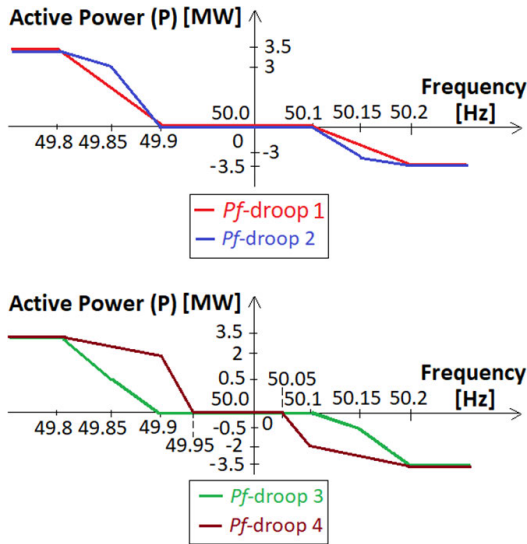 Active Power (P) [MW]
3.5
3
Frequency
[Hz]
50.0 50.1 50.15 50.2
49.8 49.85 49.9 0
-3
-3.5
Pf-droop 1
Pf-droop 2
Active Power (P) [MW]
3.5
2
Frequency
[Hz]
0.5 50.05
50.0 50.1 50.15 50.2
49.8 49.85 49.9 -0.5 0
49.95 -2
-3.5
Pf-droop 3
Pf-droop 4